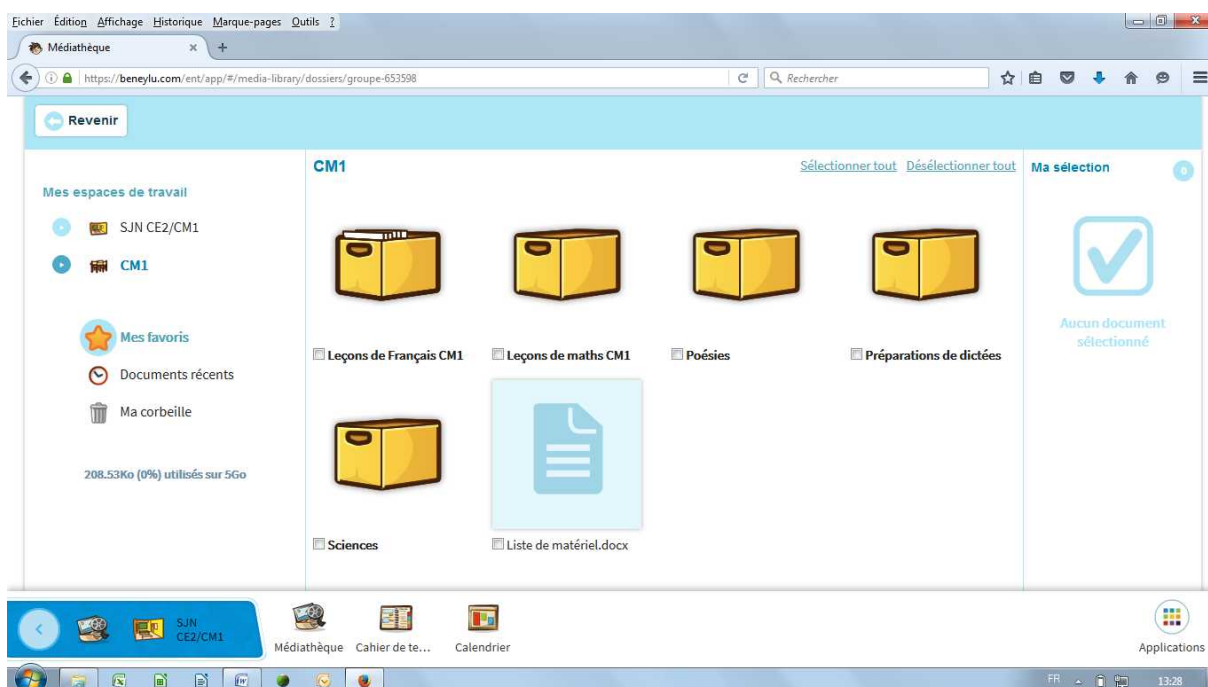 Fichier Édition Affichage Historique Marque-pages Outils ?
Médiathèque × +
https://beneylu.com/ent/app/#/media-library/dossiers/groupe-653598
Rechercher
Revenir
Mes espaces de travail
SJN CE2/CM1
CM1
Mes favoris
Documents récents
Ma corbeille
208.53Ko (0%) utilisés sur 5Go
CM1
Sélectionner tout Désélectionner tout
Leçons de Français CM1
Leçons de maths CM1
Poésies
Préparations de dictées
Sciences
Liste de matériel.docx
Ma sélection
0
Aucun document
sélectionné
SJN
CE2/CM1
Médiathèque
Cahier de te...
Calendrier
Applications
FR
13:28